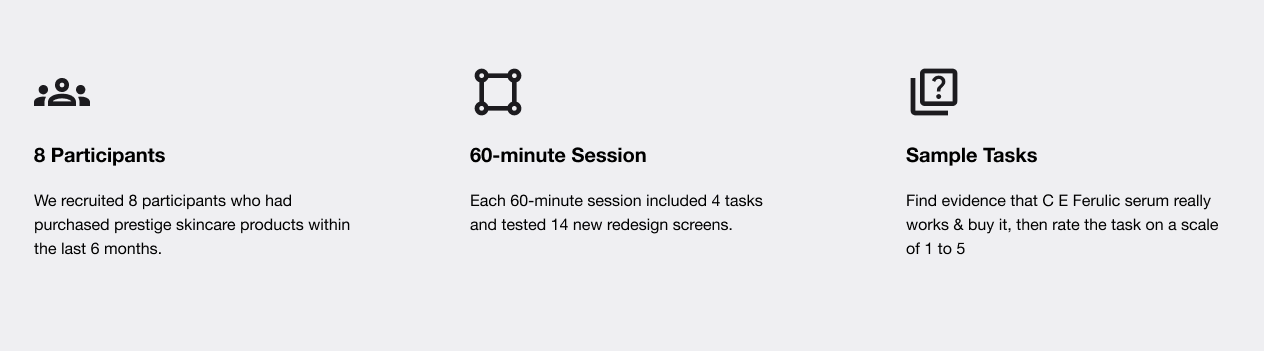 8 Participants
We recruited 8 participants who had
purchased prestige skincare products within
the last 6 months.
60-minute Session
Each 60-minute session included 4 tasks
and tested 14 new redesign screens.
?
Sample Tasks
Find evidence that C E Ferulic serum really
works & buy it, then rate the task on a scale
of 1 to 5